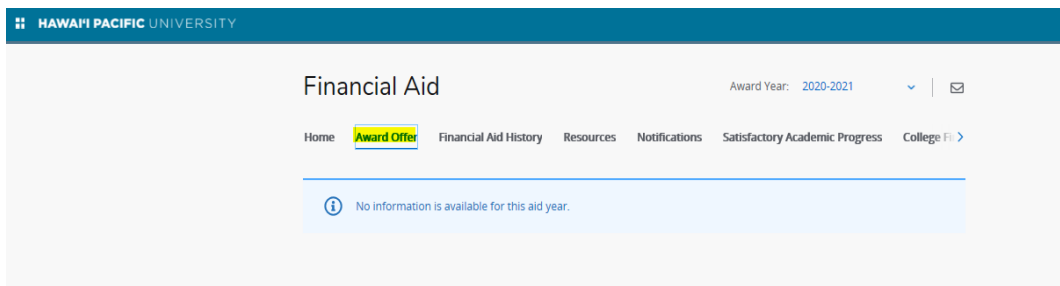 HAWAI'I PACIFIC UNIVERSITY
Financial Aid
Award Year: 2020-2021
Home Award Offer Financial Aid History Resources Notifications Satisfactory Academic Progress College
No information is available for this aid year.